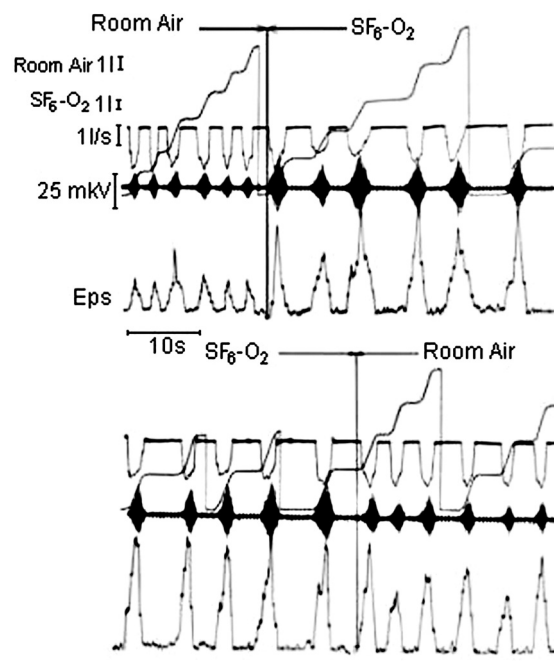 Room Air SF₆-O₂
Room Air 1l
SF₆-O₂ 1l
1l/s
25 mkV
Eps
10s
SF₆-O₂ Room Air